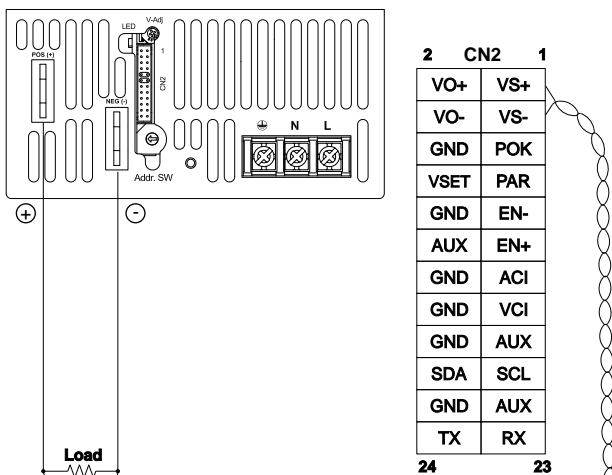 LED V-Adj
POS (+)
1
CN2
NEG (-)
N L
Addr. SW
+ -
Load
2 CN2 1
VO+ VS+
VO- VS-
GND POK
VSET PAR
GND EN-
AUX EN+
GND ACI
GND VCI
GND AUX
SDA SCL
GND AUX
TX RX
24 23